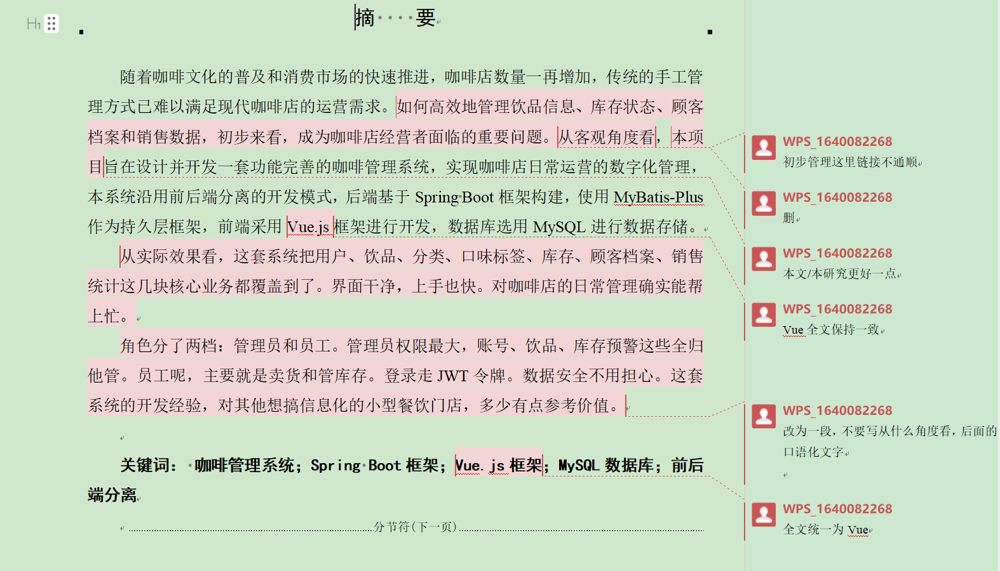 H1
摘 要
随着咖啡文化的普及和消费市场的快速推进，咖啡店数量一再增加，传统的手工管
理方式已难以满足现代咖啡店的运营需求。如何高效地管理饮品信息、库存状态、顾客
档案和销售数据，初步来看，成为咖啡店经营者面临的重要问题。从客观角度看，本项
目旨在设计并开发一套功能完善的咖啡管理系统，实现咖啡店日常运营的数字化管理，
本系统沿用前后端分离的开发模式，后端基于 Spring Boot 框架构建，使用 MyBatis-Plus
作为持久层框架，前端采用 Vue.js 框架进行开发，数据库选用 MySQL 进行数据存储。
从实际效果看，这套系统把用户、饮品、分类、口味标签、库存、顾客档案、销售
统计这几块核心业务都覆盖到了。界面干净，上手也快。对咖啡店的日常管理确实能帮
上忙。
角色分了两档：管理员和员工。管理员权限最大，账号、饮品、库存预警这些全归
他管。员工呢，主要就是卖货和管库存。登录走 JWT 令牌。数据安全不用担心。这套
系统的开发经验，对其他想搞信息化的小型餐饮门店，多少有点参考价值。
关键词： 咖啡管理系统；Spring Boot 框架；Vue.js 框架；MySQL 数据库；前后
端分离
分节符(下一页)
WPS_1640082268
初步管理这里链接不通顺
WPS_1640082268
删
WPS_1640082268
本文/本研究更好一点
WPS_1640082268
Vue 全文保持一致
WPS_1640082268
改为一段，不要写从什么角度看，后面的
口语化文字
WPS_1640082268
全文统一为 Vue